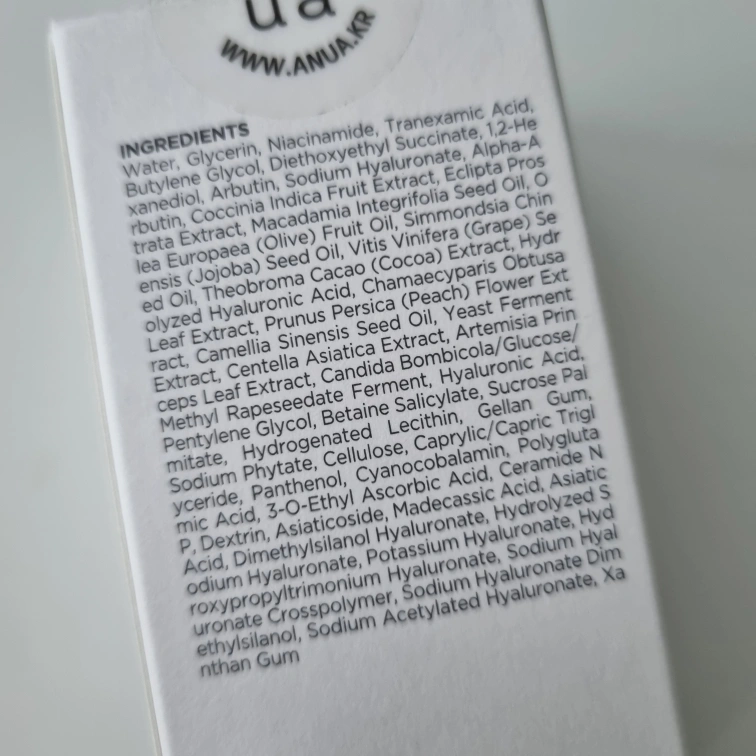 ua
WWW.ANUA.KR
INGREDIENTS
Water, Glycerin, Niacinamide, Tranexamic Acid,
Butylene Glycol, Diethoxyethyl Succinate, 1,2-He
xanediol, Arbutin, Sodium Hyaluronate, Alpha-A
rbutin, Coccinia Indica Fruit Extract, Eclipta Pros
trata Extract, Macadamia Integrifolia Seed Oil, O
lea Europaea (Olive) Fruit Oil, Simmondsia Chin
ensis (Jojoba) Seed Oil, Vitis Vinifera (Grape) Se
ed Oil, Theobroma Cacao (Cocoa) Extract, Hydr
olyzed Hyaluronic Acid, Chamaecyparis Obtusa
Leaf Extract, Prunus Persica (Peach) Flower Ext
ract, Camellia Sinensis Seed Oil, Yeast Ferment
Extract, Centella Asiatica Extract, Artemisia Prin
ceps Leaf Extract, Candida Bombicola/Glucose/
Methyl Rapeseedate Ferment, Hyaluronic Acid,
Pentylene Glycol, Betaine Salicylate, Sucrose Pal
mitate, Hydrogenated Lecithin, Gellan Gum,
Sodium Phytate, Cellulose, Caprylic/Capric Trigl
yceride, Panthenol, Cyanocobalamin, Polygluta
mic Acid, 3-O-Ethyl Ascorbic Acid, Ceramide N
P, Dextrin, Asiaticoside, Madecassic Acid, Asiatic
Acid, Dimethylsilanol Hyaluronate, Hydrolyzed S
odium Hyaluronate, Potassium Hyaluronate, Hyd
roxypropyltrimonium Hyaluronate, Sodium Hyal
uronate Crosspolymer, Sodium Hyaluronate Dim
ethylsilanol, Sodium Acetylated Hyaluronate, Xa
nthan Gum